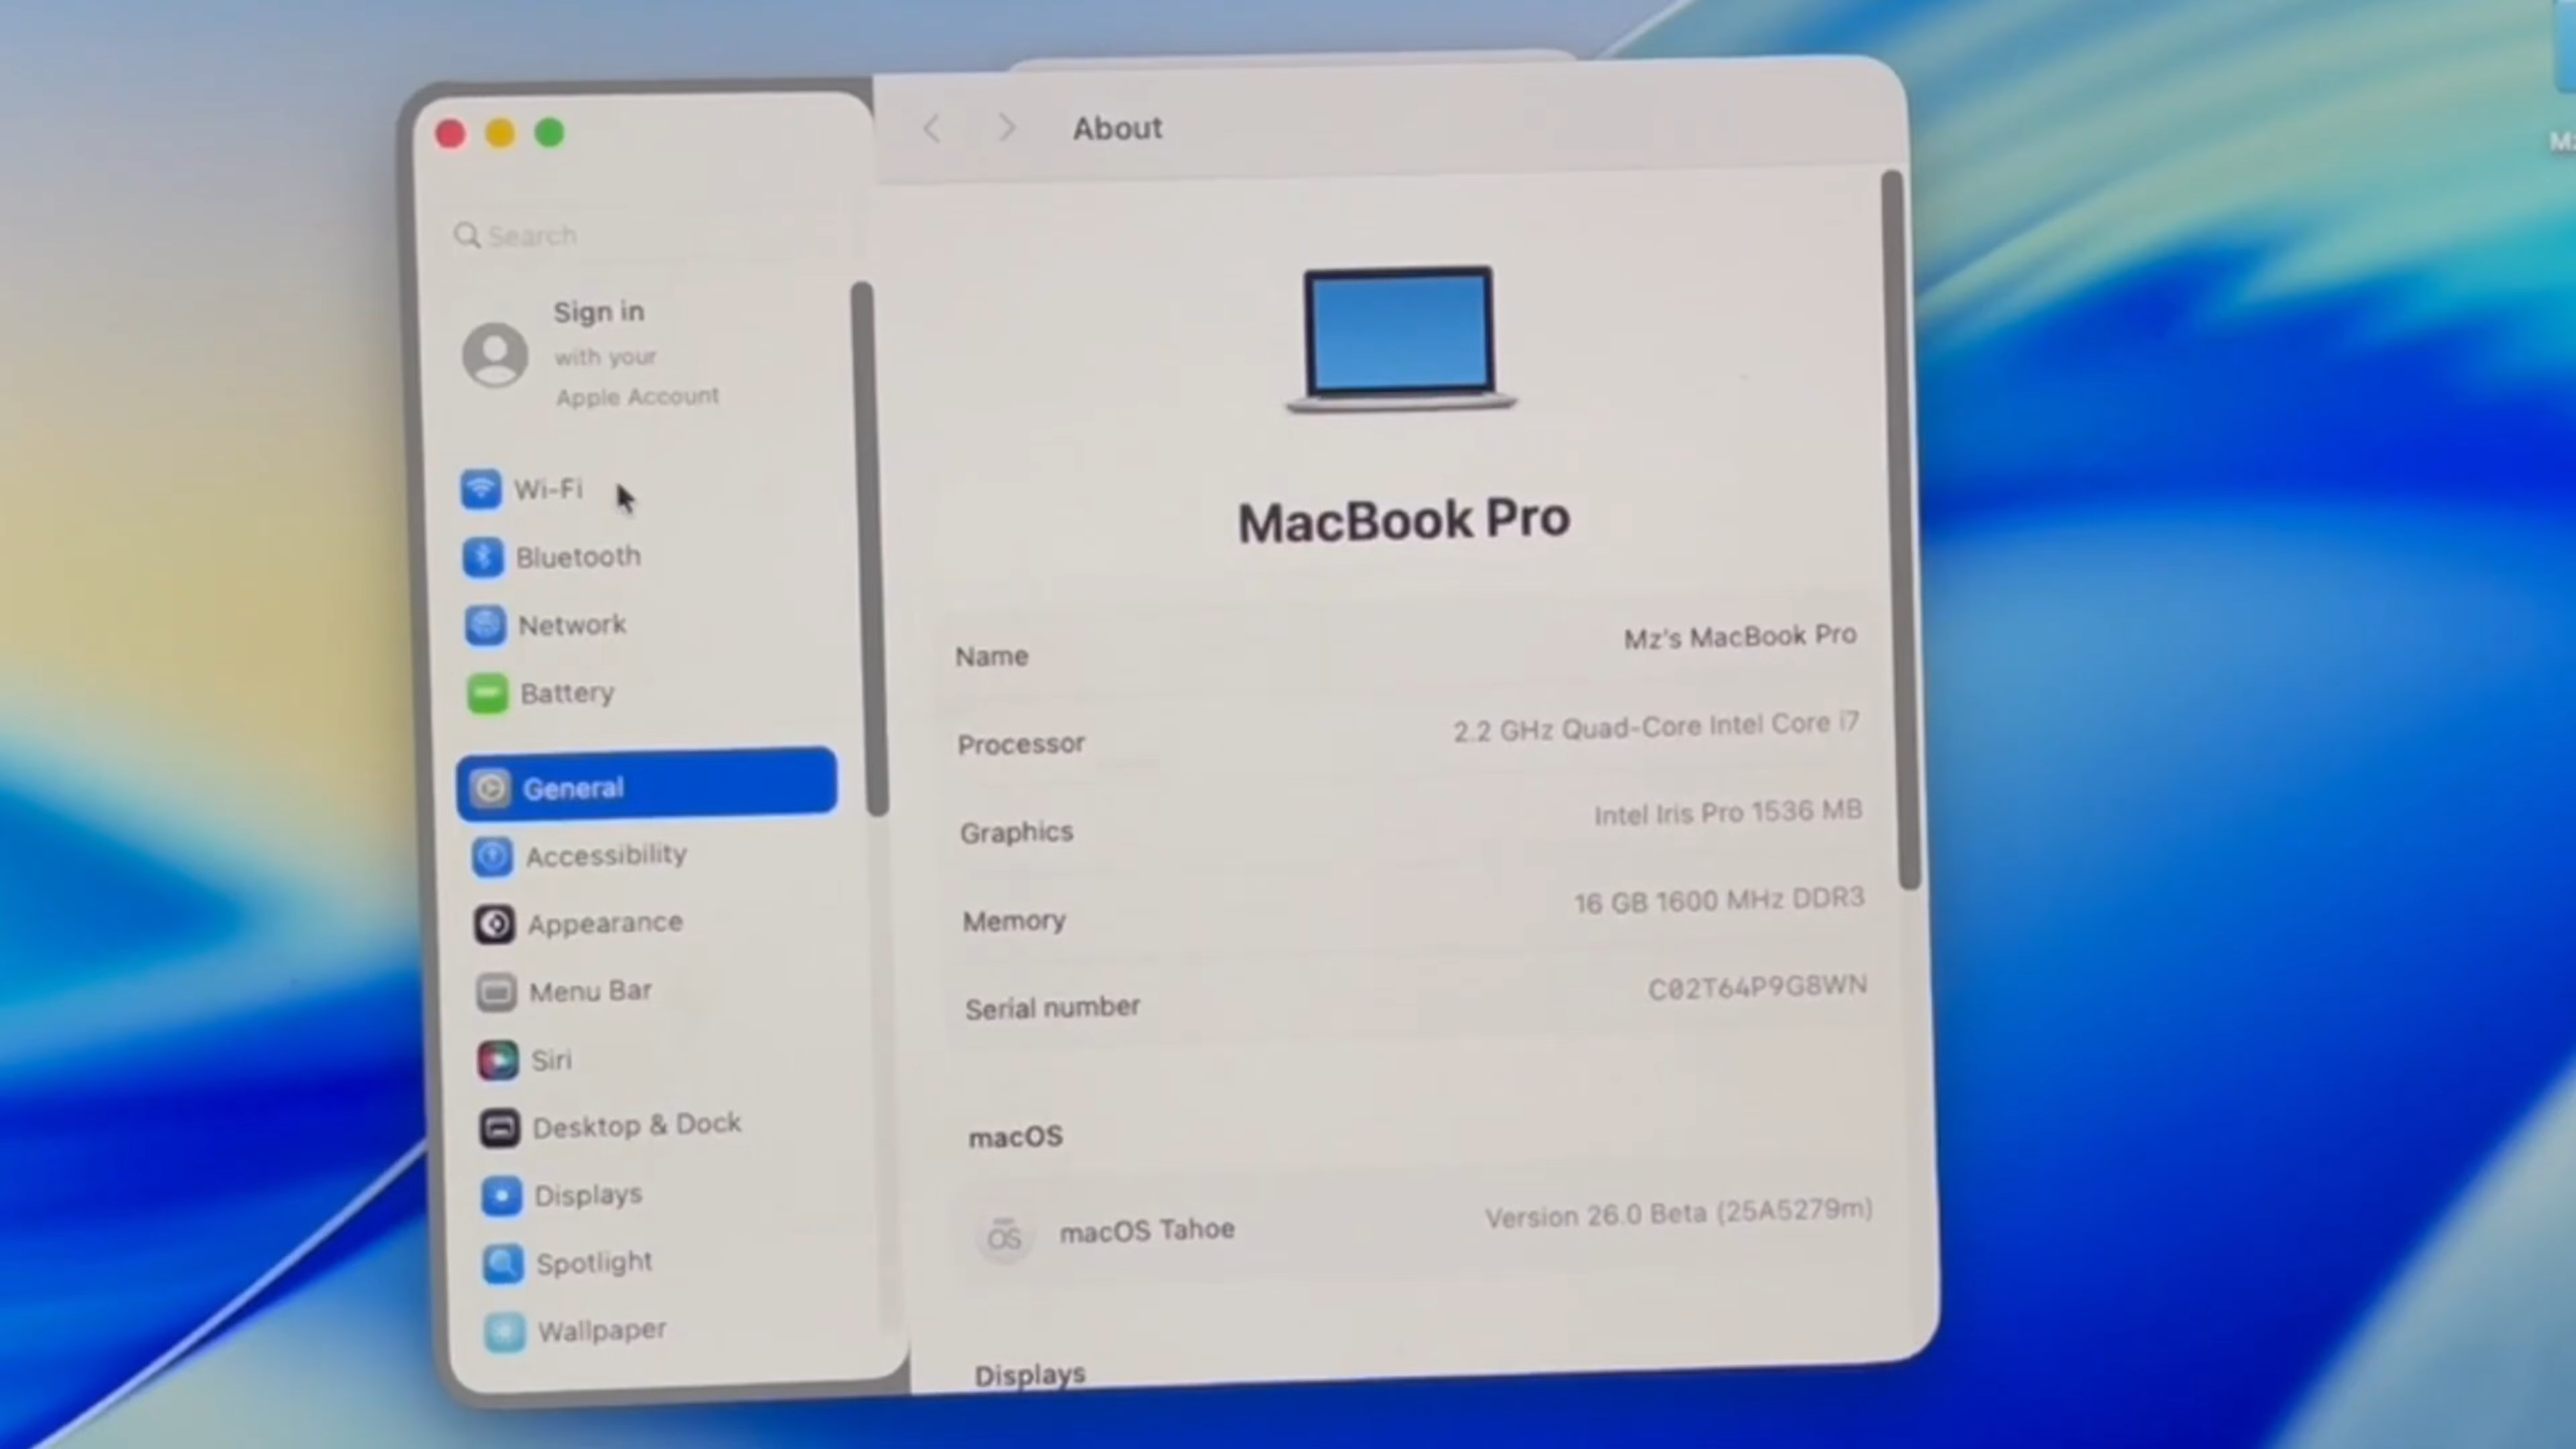 About
Search
Sign in
with your
Apple Account
Wi-Fi
Bluetooth
Network
Battery
General
Accessibility
Appearance
Menu Bar
Siri
Desktop & Dock
Displays
Spotlight
Wallpaper
MacBook Pro
Name Mz's MacBook Pro
Processor 2.2 GHz Quad-Core Intel Core i7
Graphics Intel Iris Pro 1536 MB
Memory 16 GB 1600 MHz DDR3
Serial number C02T64P9G8WN
macOS
OS macOS Tahoe Version 26.0 Beta (25A5279m)
Displays